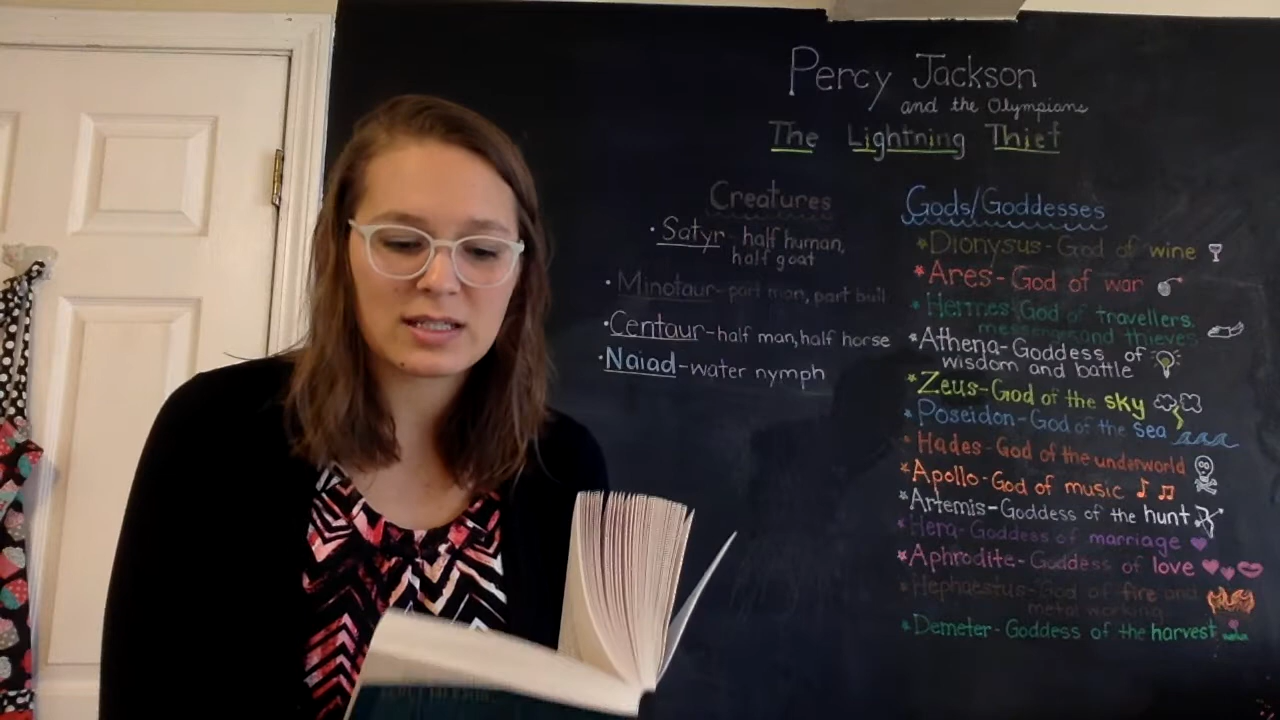 Percy Jackson
and the Olympians
The Lightning Thief
Creatures
• Satyr - half human,
half goat
• Minotaur - part man, part bull
• Centaur - half man, half horse
• Naiad - water nymph
Gods/Goddesses
* Dionysus - God of wine
* Ares - God of war
* Hermes - God of travellers,
messengers and thieves
* Athena - Goddess of
wisdom and battle
* Zeus - God of the sky
* Poseidon - God of the sea
* Hades - God of the underworld
* Apollo - God of music
* Artemis - Goddess of the hunt
* Hera - Goddess of marriage
* Aphrodite - Goddess of love
* Hephaestus - God of fire and
metal working
* Demeter - Goddess of the harvest